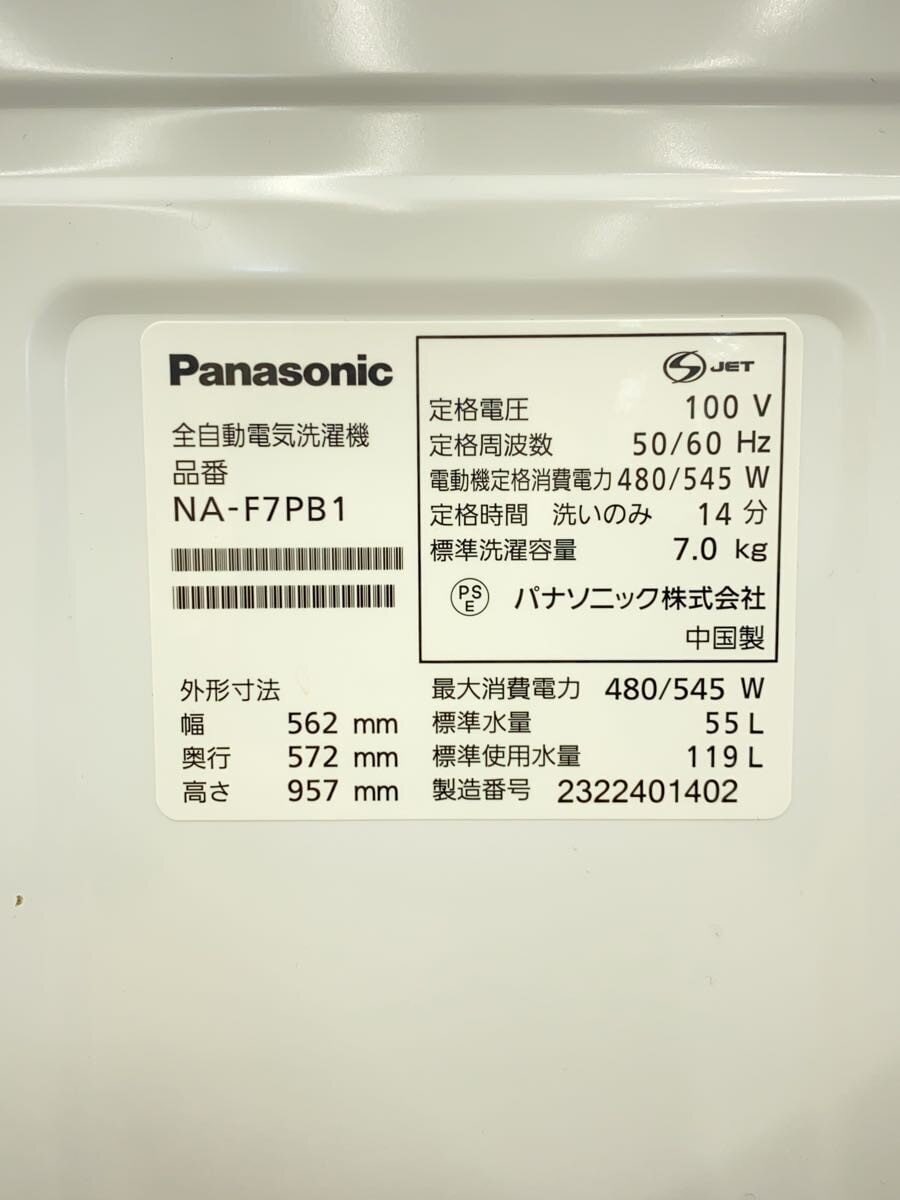 Panasonic
全自動電気洗濯機
品番
NA-F7PB1
S JET
定格電圧 100 V
定格周波数 50/60 Hz
電動機定格消費電力 480/545 W
定格時間 洗いのみ 14 分
標準洗濯容量 7.0 kg
PS
E
パナソニック株式会社
中国製
外形寸法
幅 562 mm
奥行 572 mm
高さ 957 mm
最大消費電力 480/545 W
標準水量 55 L
標準使用水量 119 L
製造番号 2322401402